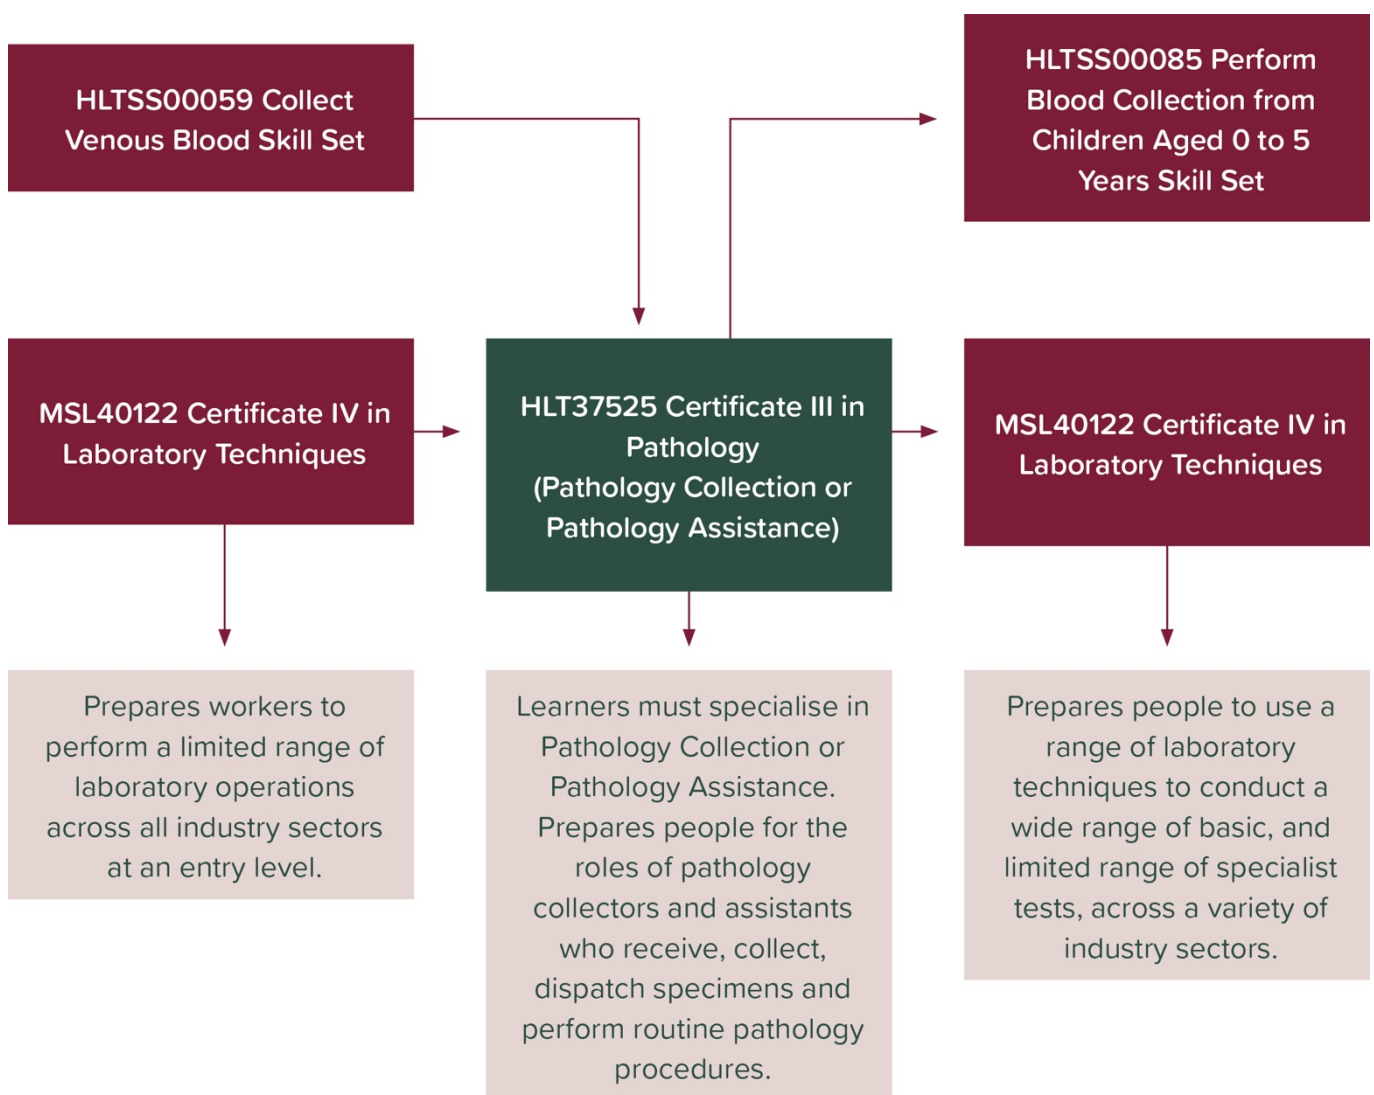 HLTSS00059 Collect
Venous Blood Skill Set
HLTSS00085 Perform
Blood Collection from
Children Aged 0 to 5
Years Skill Set
MSL40122 Certificate IV in
Laboratory Techniques
HLT37525 Certificate III in
Pathology
(Pathology Collection or
Pathology Assistance)
MSL40122 Certificate IV in
Laboratory Techniques
Prepares workers to
perform a limited range of
laboratory operations
across all industry sectors
at an entry level.
Learners must specialise in
Pathology Collection or
Pathology Assistance.
Prepares people for the
roles of pathology
collectors and assistants
who receive, collect,
dispatch specimens and
perform routine pathology
procedures.
Prepares people to use a
range of laboratory
techniques to conduct a
wide range of basic, and
limited range of specialist
tests, across a variety of
industry sectors.